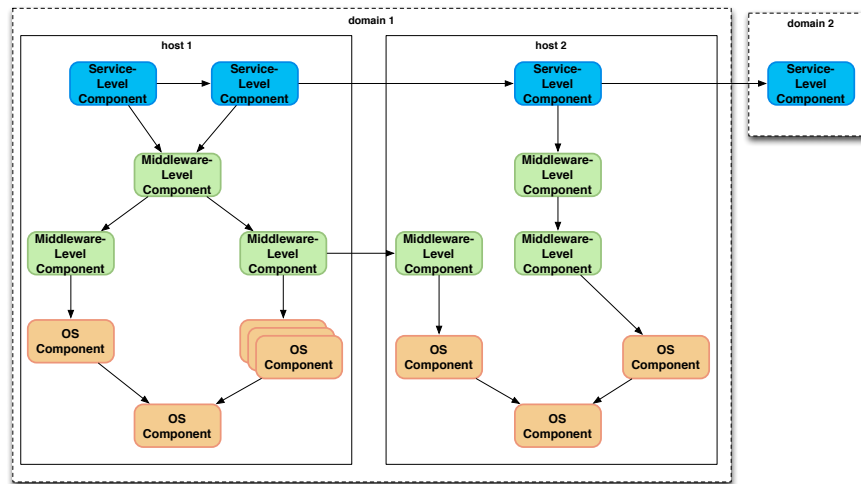 domain 1
domain 2
host 1
host 2
Service-
Level
Component
Service-
Level
Component
Service-
Level
Component
Service-
Level
Component
Middleware-
Level
Component
Middleware-
Level
Component
Middleware-
Level
Component
Middleware-
Level
Component
Middleware-
Level
Component
Middleware-
Level
Component
OS
Component
OS
Component
OS
Component
OS
Component
OS
Component
OS
Component